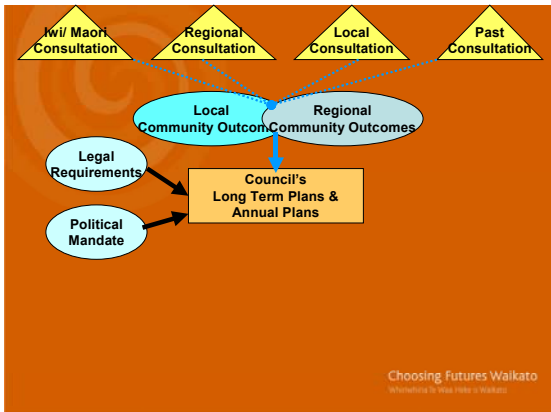 Iwi/ Maori
Consultation
Regional
Consultation
Local
Consultation
Past
Consultation
Local
Community Outcom
Regional
Community Outcomes
Legal
Requirements
Council's
Long Term Plans &
Annual Plans
Political
Mandate
Choosing Futures Waikato